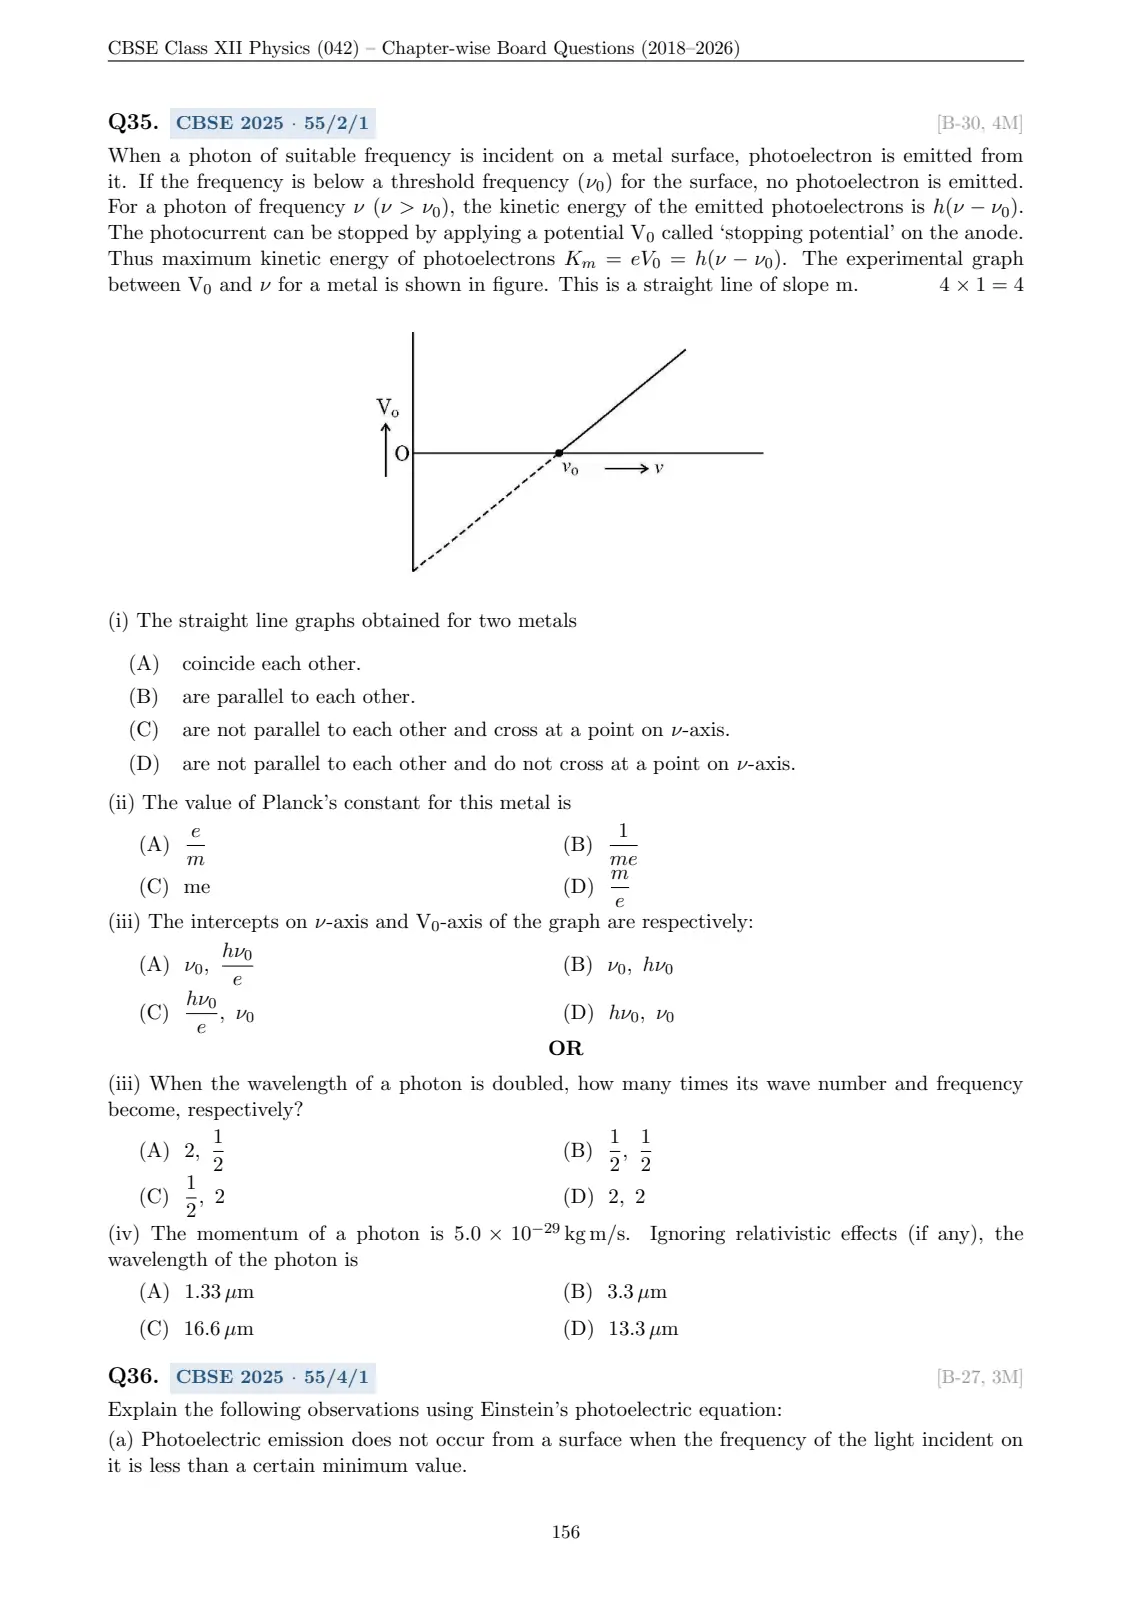 CBSE Class XII Physics (042) – Chapter-wise Board Questions (2018–2026)
Q35. CBSE 2025 · 55/2/1 [B-30, 4M]
When a photon of suitable frequency is incident on a metal surface, photoelectron is emitted from
it. If the frequency is below a threshold frequency (ν₀) for the surface, no photoelectron is emitted.
For a photon of frequency ν (ν > ν₀), the kinetic energy of the emitted photoelectrons is h(ν − ν₀).
The photocurrent can be stopped by applying a potential V₀ called ‘stopping potential’ on the anode.
Thus maximum kinetic energy of photoelectrons Kₘ = eV₀ = h(ν − ν₀). The experimental graph
between V₀ and ν for a metal is shown in figure. This is a straight line of slope m. 4 × 1 = 4
Vₒ
O
ν₀ ⟶ ν
(i) The straight line graphs obtained for two metals
(A) coincide each other.
(B) are parallel to each other.
(C) are not parallel to each other and cross at a point on ν-axis.
(D) are not parallel to each other and do not cross at a point on ν-axis.
(ii) The value of Planck’s constant for this metal is
(A) e/m (B) 1/me
(C) me (D) m/e
(iii) The intercepts on ν-axis and V₀-axis of the graph are respectively:
(A) ν₀, hν₀/e (B) ν₀, hν₀
(C) hν₀/e, ν₀ (D) hν₀, ν₀
OR
(iii) When the wavelength of a photon is doubled, how many times its wave number and frequency
become, respectively?
(A) 2, 1/2 (B) 1/2, 1/2
(C) 1/2, 2 (D) 2, 2
(iv) The momentum of a photon is 5.0 × 10⁻²⁹ kg m/s. Ignoring relativistic effects (if any), the
wavelength of the photon is
(A) 1.33 μm (B) 3.3 μm
(C) 16.6 μm (D) 13.3 μm
Q36. CBSE 2025 · 55/4/1 [B-27, 3M]
Explain the following observations using Einstein’s photoelectric equation:
(a) Photoelectric emission does not occur from a surface when the frequency of the light incident on
it is less than a certain minimum value.
156